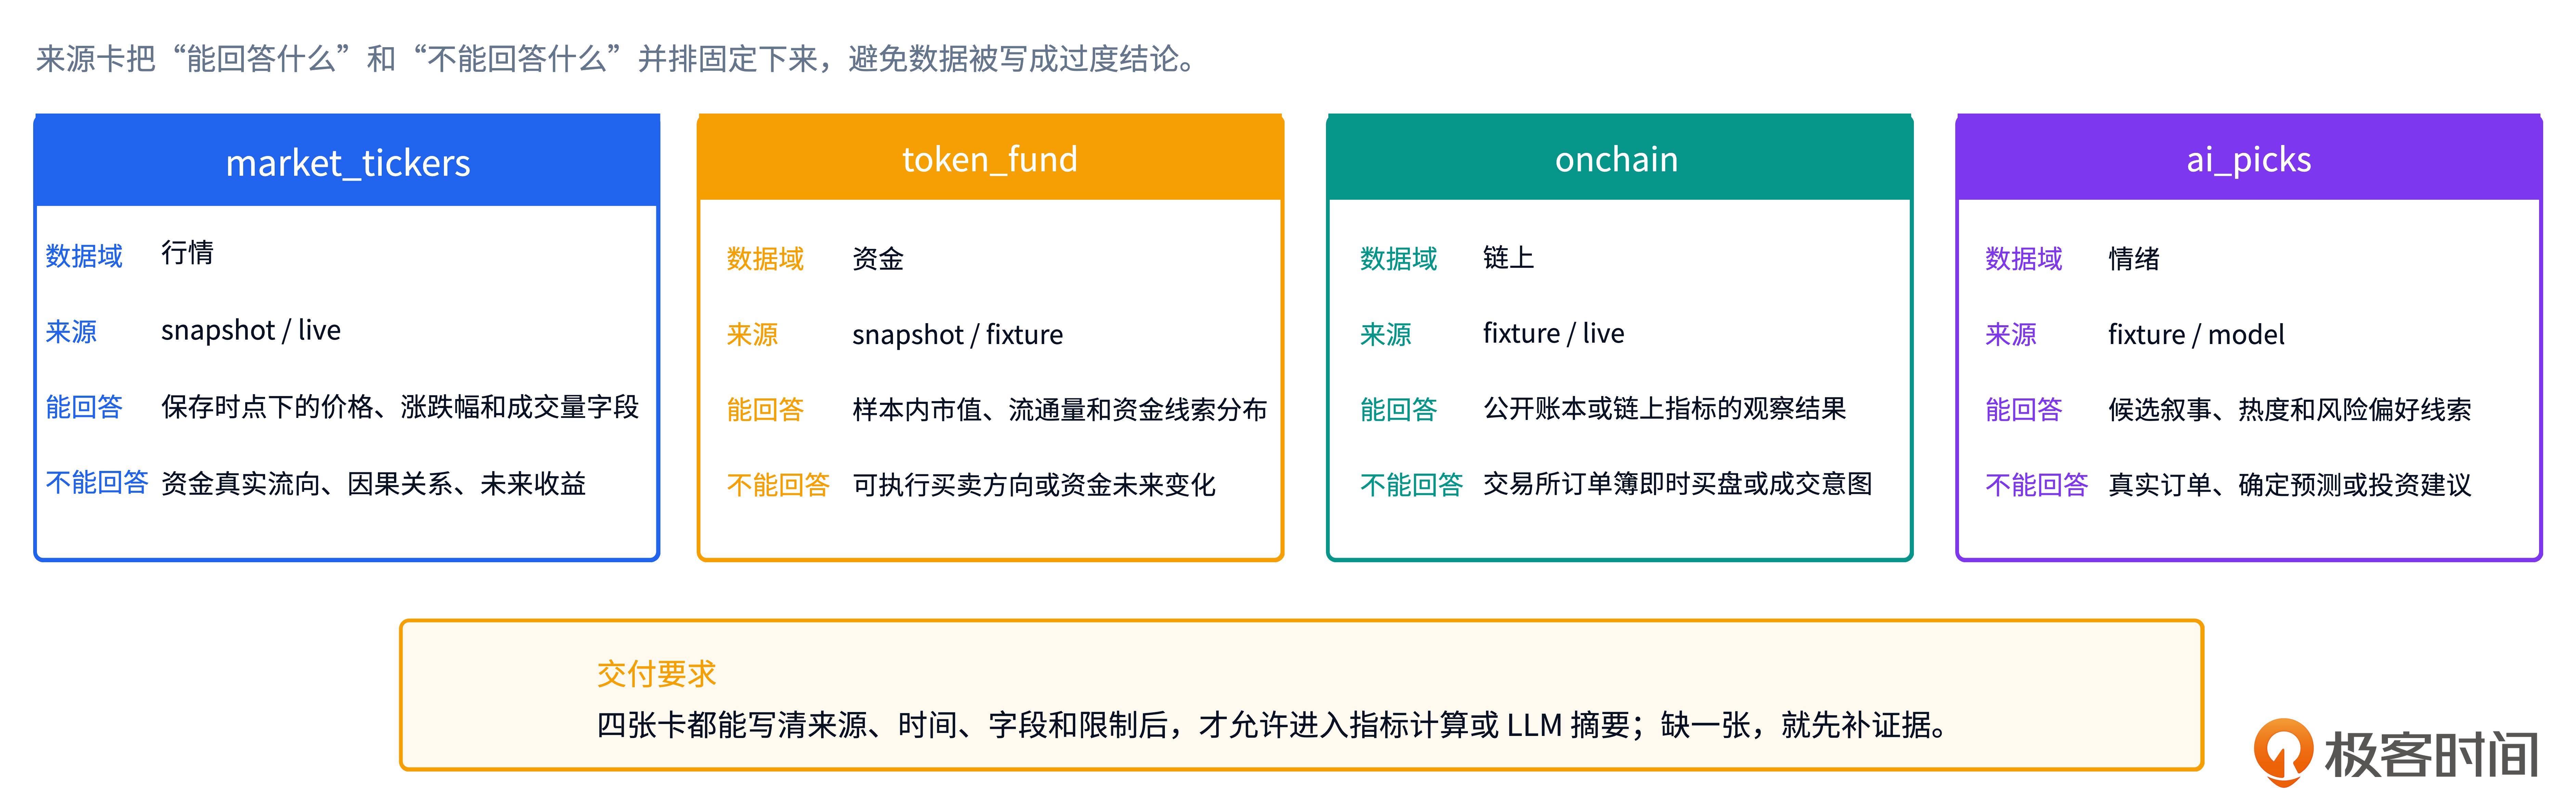 来源卡把“能回答什么”和“不能回答什么”并排固定下来，避免数据被写成过度结论。
market_tickers
数据域 行情
来源 snapshot / live
能回答 保存时点下的价格、涨跌幅和成交量字段
不能回答 资金真实流向、因果关系、未来收益
token_fund
数据域 资金
来源 snapshot / fixture
能回答 样本内市值、流通量和资金线索分布
不能回答 可执行买卖方向或资金未来变化
onchain
数据域 链上
来源 fixture / live
能回答 公开账本或链上指标的观察结果
不能回答 交易所订单簿即时买盘或成交意图
ai_picks
数据域 情绪
来源 fixture / model
能回答 候选叙事、热度和风险偏好线索
不能回答 真实订单、确定预测或投资建议
交付要求
四张卡都能写清来源、时间、字段和限制后，才允许进入指标计算或 LLM 摘要；缺一张，就先补证据。
极客时间